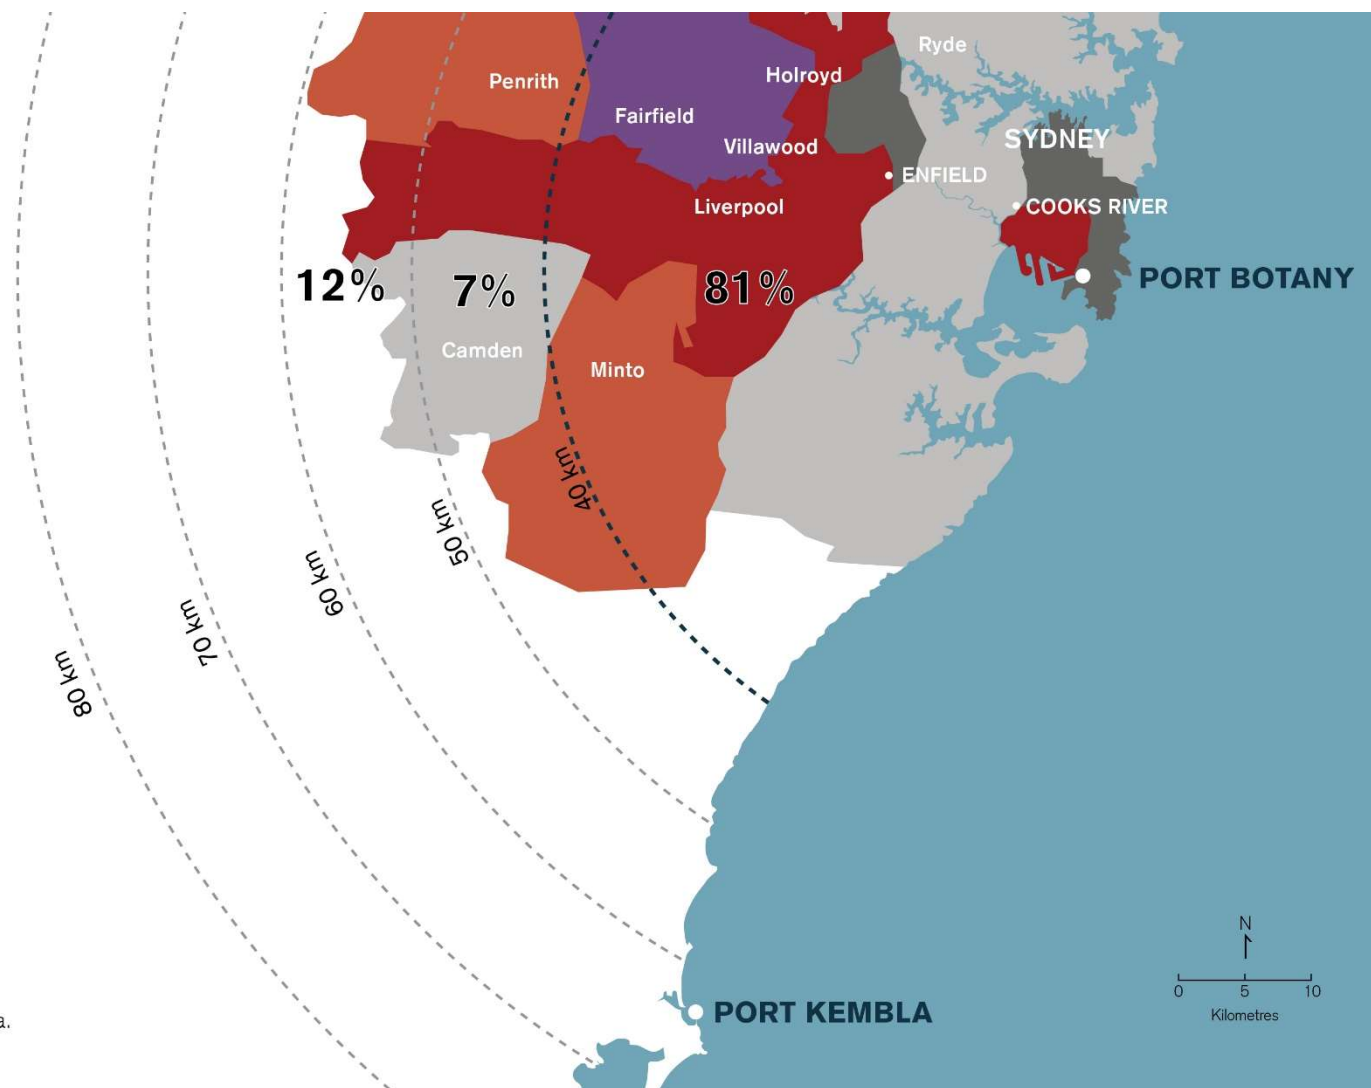 Ryde
Penrith
Holroyd
Fairfield
SYDNEY
Villawood
ENFIELD
Liverpool
COOKS RIVER
12%
7%
81%
PORT BOTANY
Camden
Minto
40 km
50 km
60 km
70 km
80 km
N
0 5 10
Kilometres
PORT KEMBLA
a.